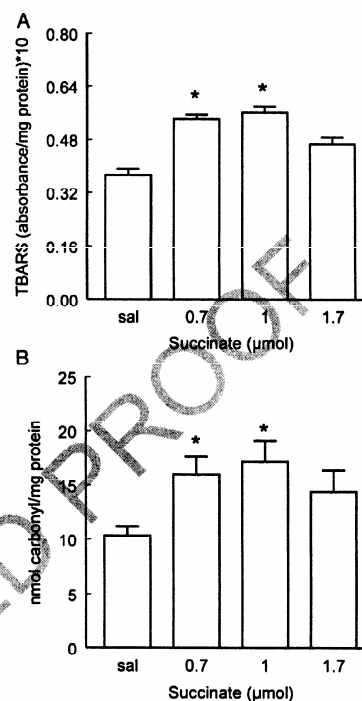 A
TBARS (absorbance/mg protein)*10
0.80
0.64
0.48
0.32
0.16
0.00
*
*
sal
0.7
1
1.7
Succinate (µmol)
B
nmol carbonyl/mg protein
25
20
15
10
5
0
*
*
sal
0.7
1
1.7
Succinate (µmol)
D PROOF